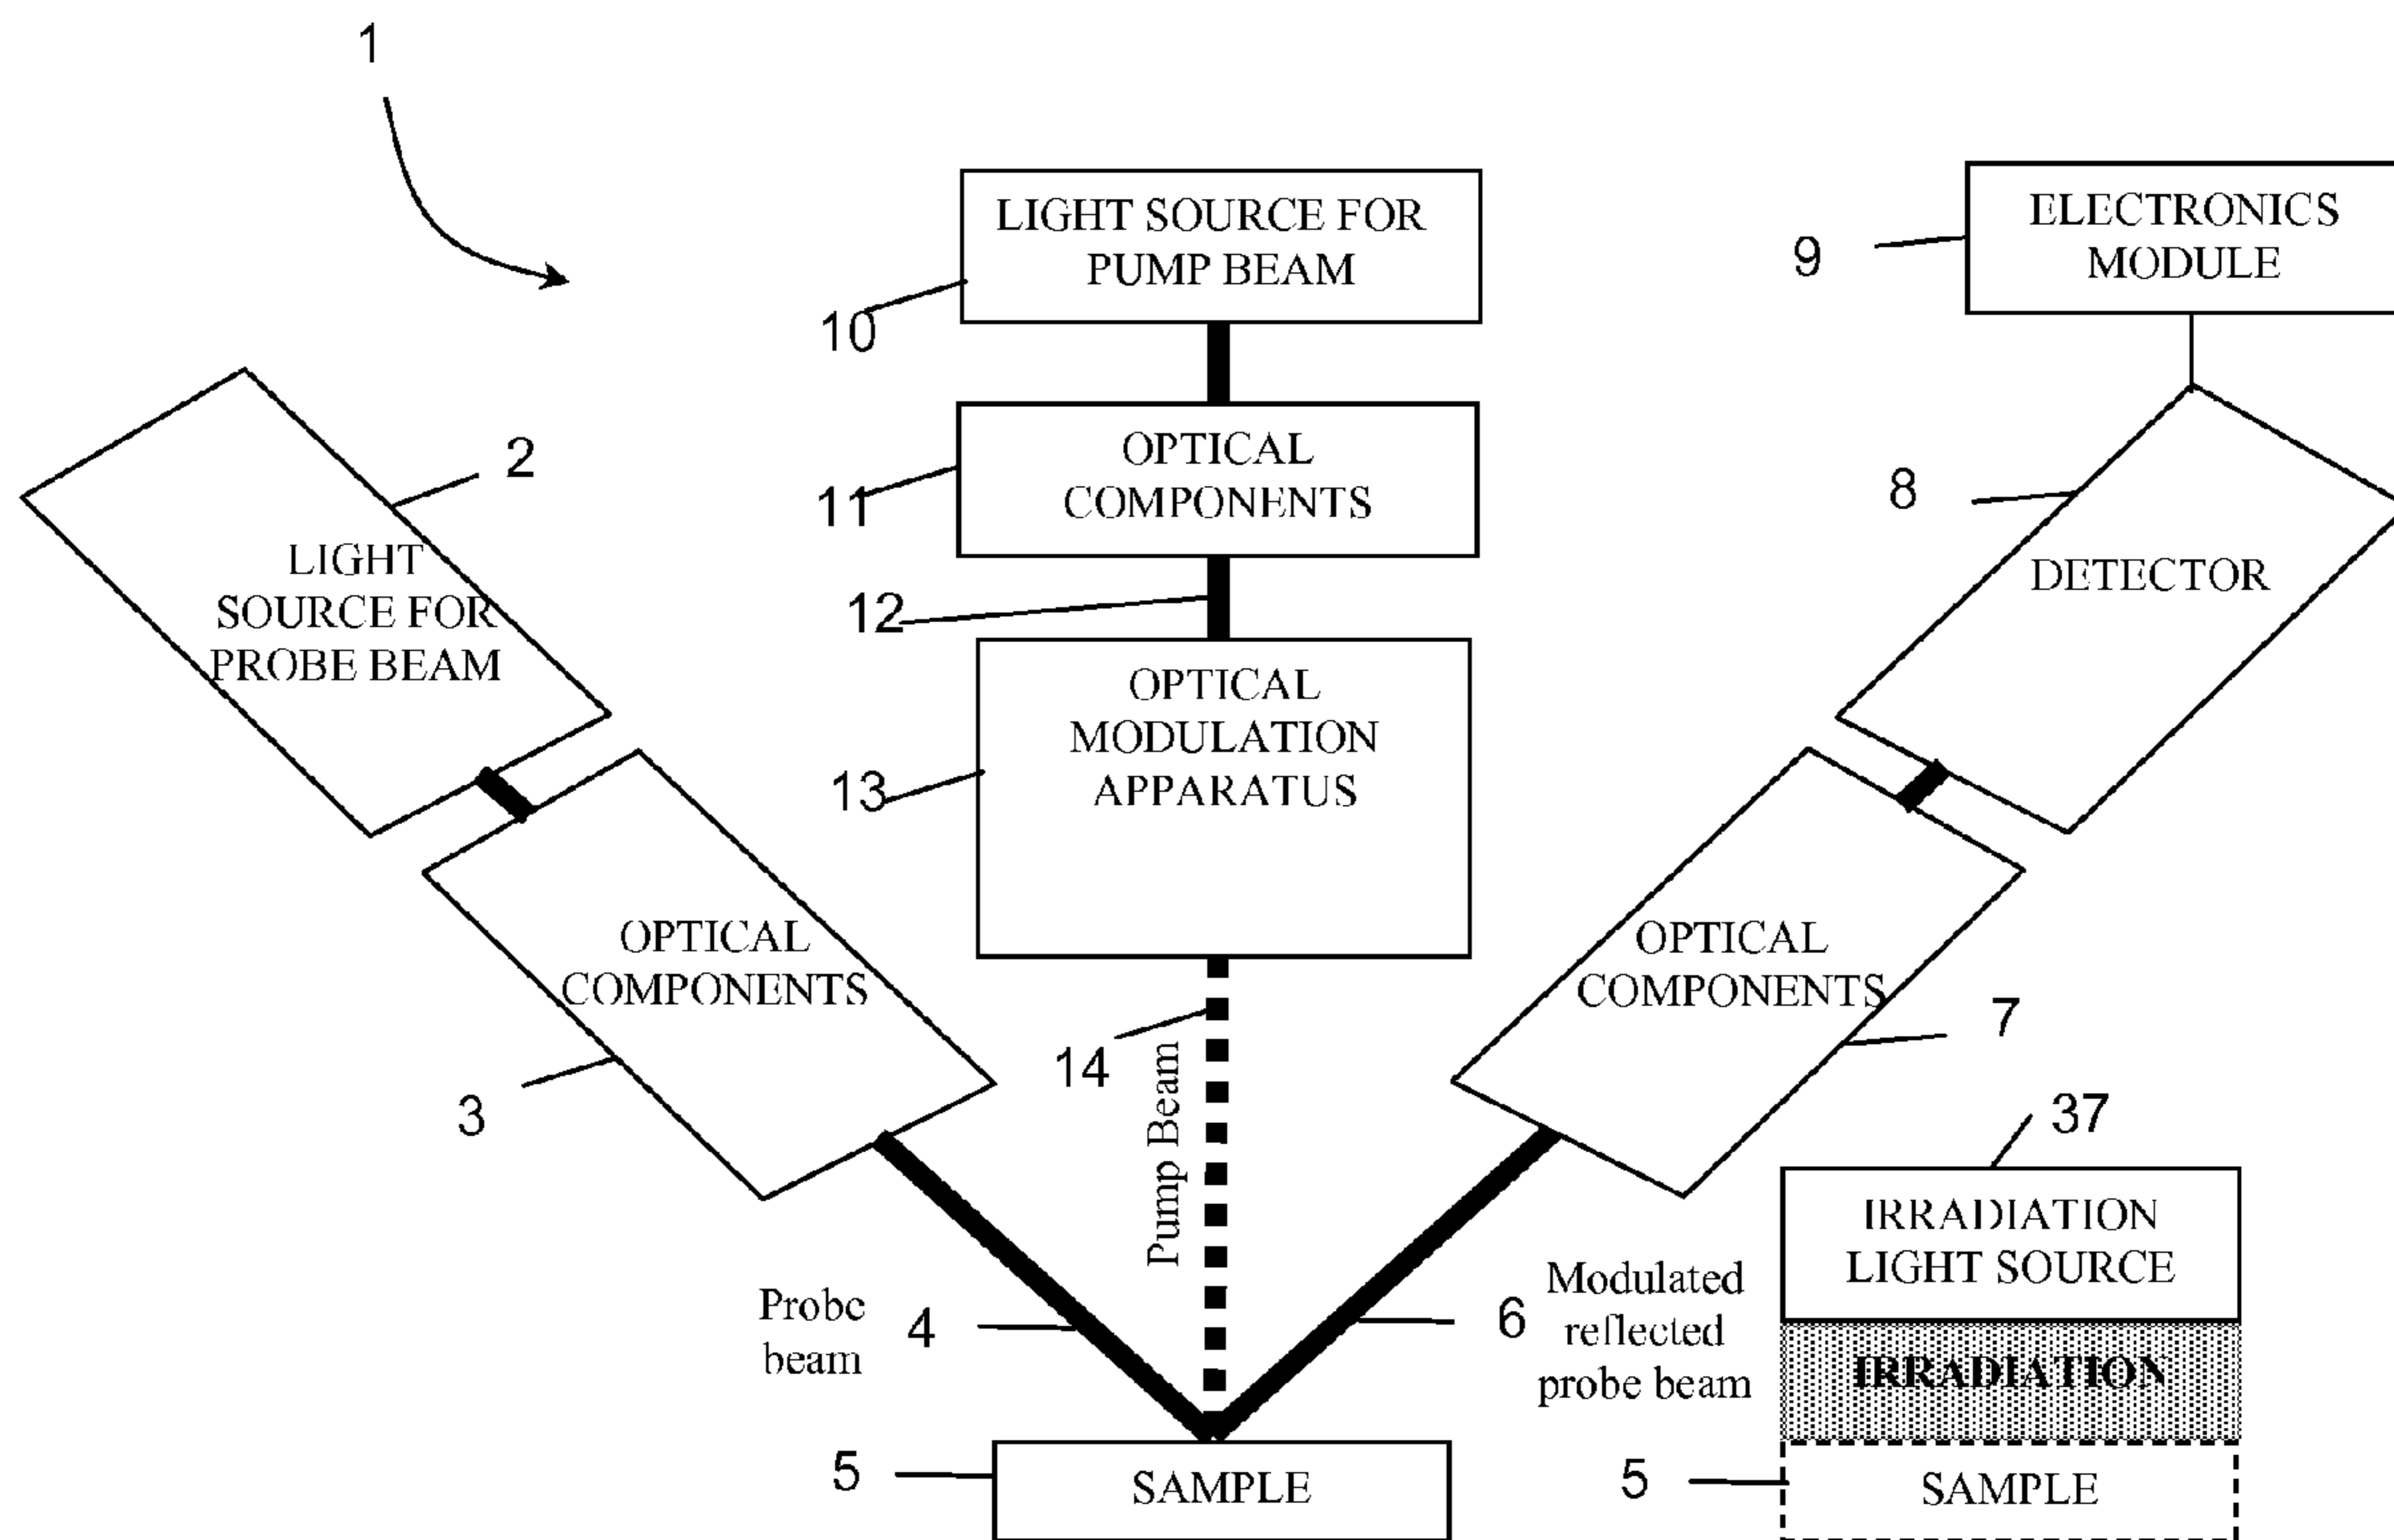 1
LIGHT SOURCE FOR
PUMP BEAM
10
ELECTRONICS
MODULE
9
OPTICAL
COMPONENTS
11
2
LIGHT
SOURCE FOR
PROBE BEAM
8
DETECTOR
12
OPTICAL
MODULATION
APPARATUS
13
OPTICAL
COMPONENTS
3
14
Pump Beam
OPTICAL
COMPONENTS
7
37
IRRADIATION
LIGHT SOURCE
IRRADIATION
Probe
beam
4
6
Modulated
reflected
probe beam
5
SAMPLE
5
SAMPLE